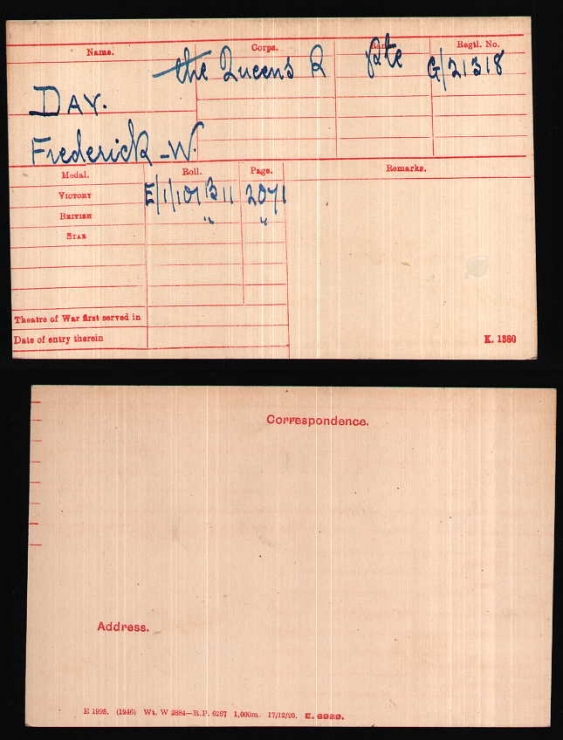 Name. Corps. Rank. Regtl. No.
the Queens R Pte G/21318
DAY.
Frederick - W.
Medal. Roll. Page. Remarks.
VICTORY E/1/101 B11 2071
BRITISH " "
STAR
Theatre of War first served in
Date of entry therein
K. 1380
Correspondence.
Address.
E 1995. (1946) Wt. W 3884—R.P. 6267 1,000m. 17/12/20.